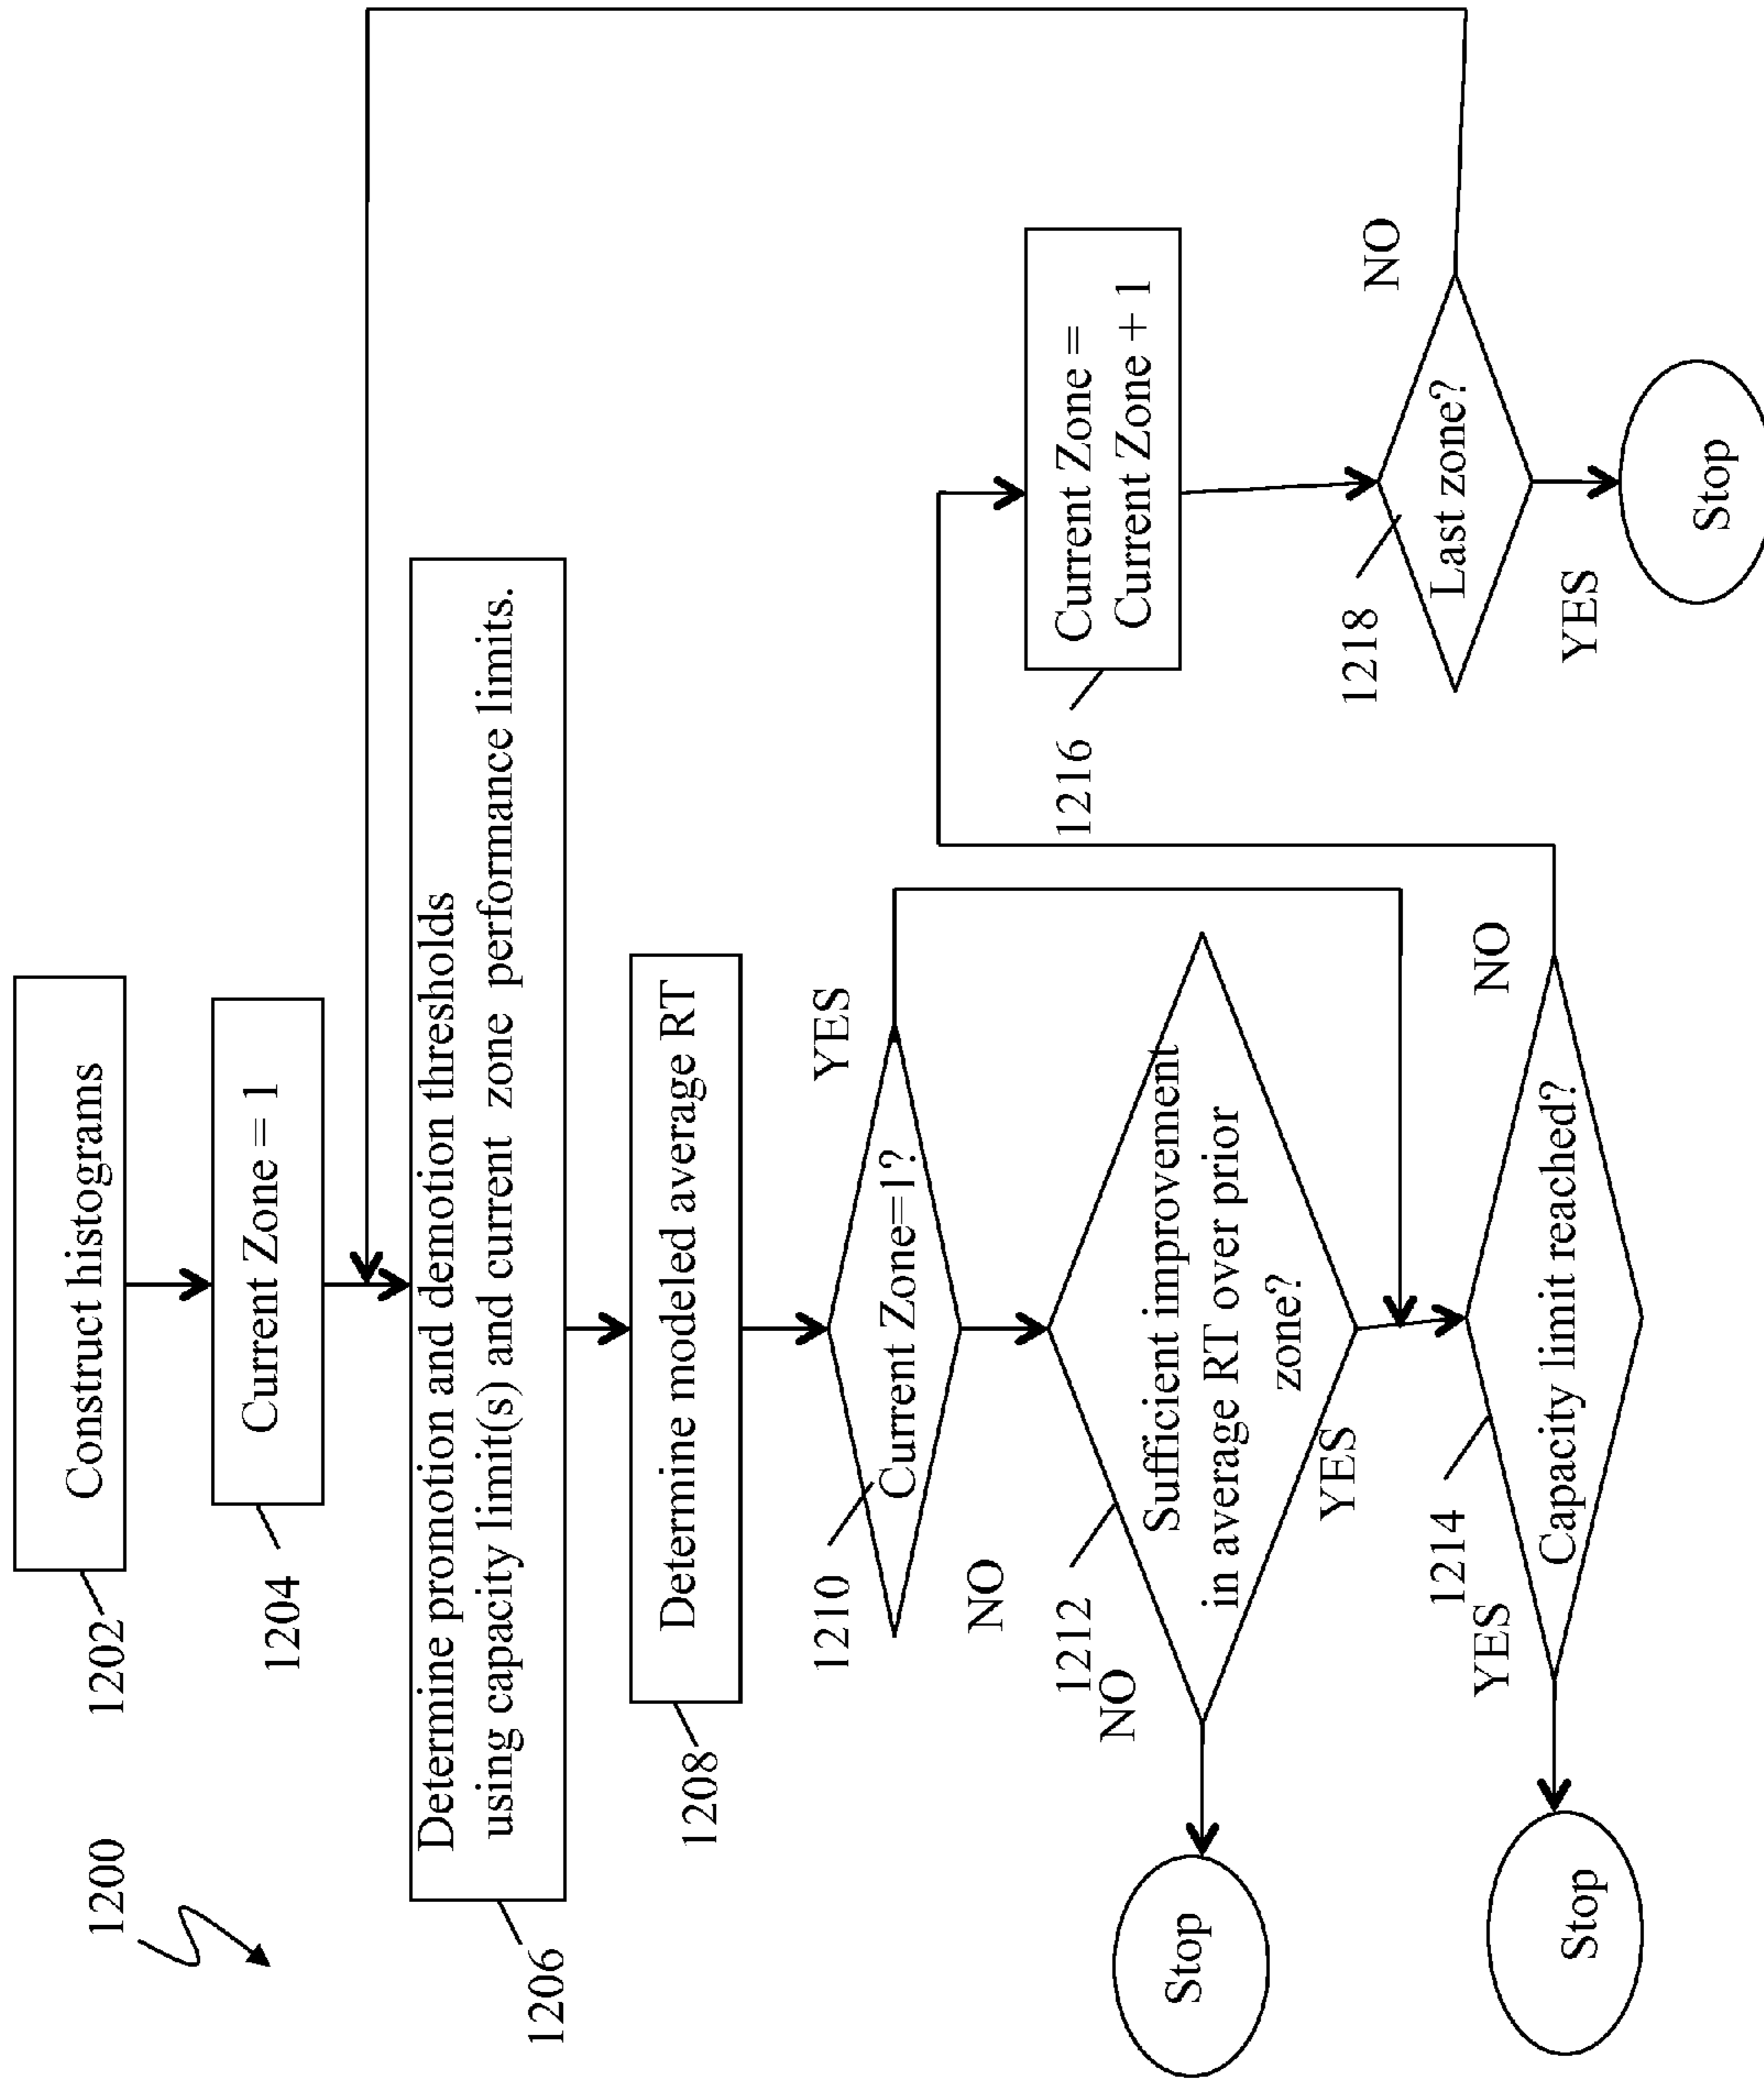 1200
1202
Construct histograms
1204
Current Zone = 1
1206
Determine promotion and demotion thresholds
using capacity limit(s) and current zone performance limits.
1208
Determine modeled average RT
1210
Current Zone=1?
YES
NO
1212
Sufficient improvement
in average RT over prior
zone?
NO
YES
Stop
1214
Capacity limit reached?
YES
NO
Stop
1216
Current Zone =
Current Zone + 1
1218
Last zone?
NO
YES
Stop